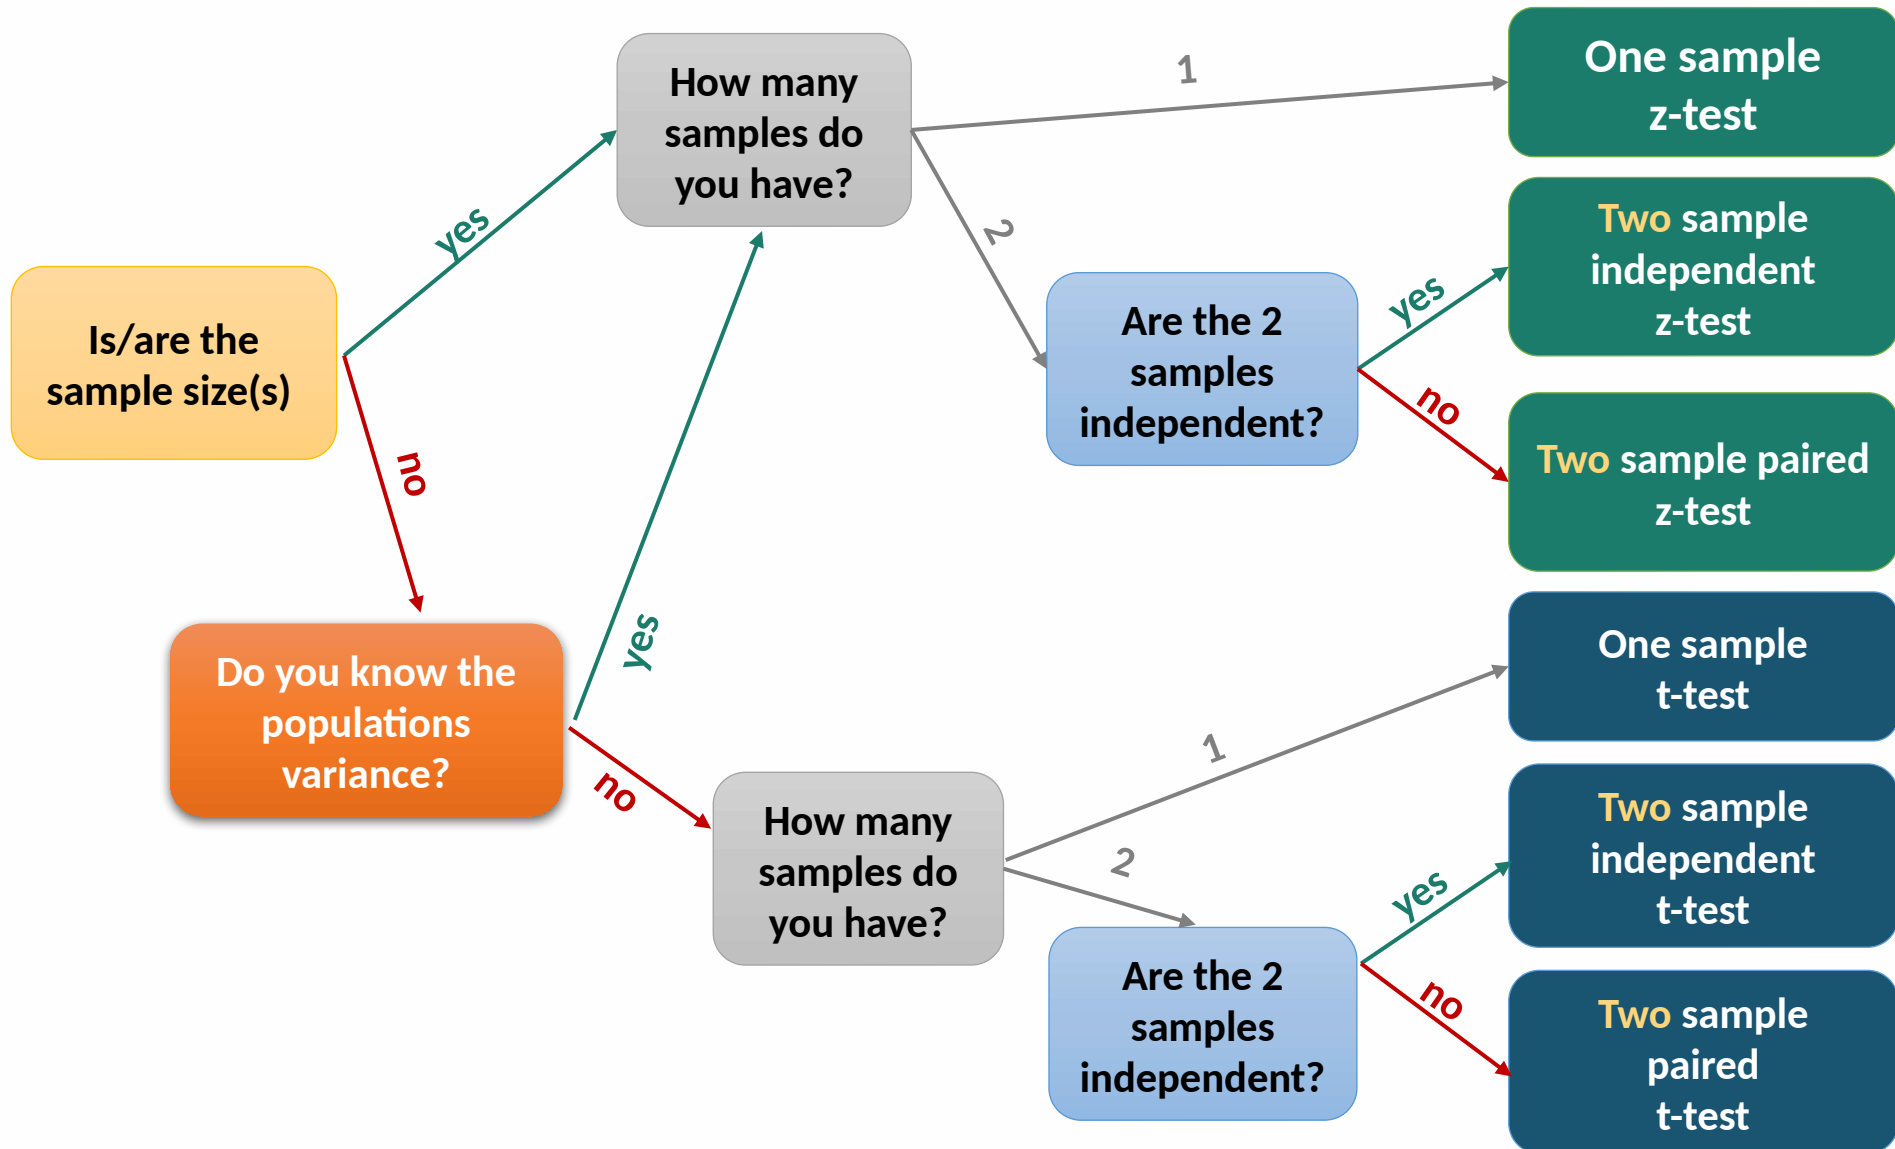 How many
samples do
you have?
1
One sample
z-test
yes
2
Two sample
independent
z-test
Is/are the
sample size(s)
Are the 2
samples
independent?
yes
no
no
Two sample paired
z-test
Do you know the
populations
variance?
yes
no
One sample
t-test
1
How many
samples do
you have?
2
Two sample
independent
t-test
yes
Are the 2
samples
independent?
no
Two sample
paired
t-test